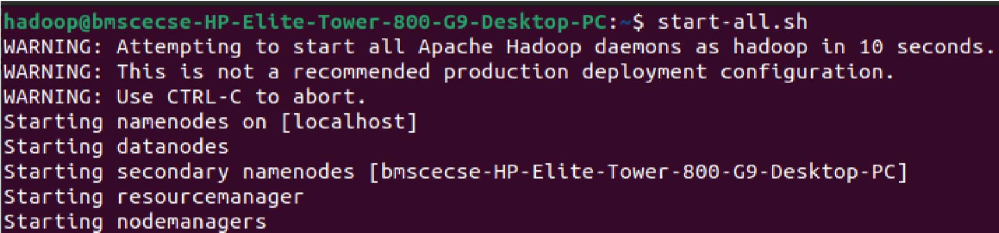 hadoop@bmscecse-HP-Elite-Tower-800-G9-Desktop-PC:~$ start-all.sh
WARNING: Attempting to start all Apache Hadoop daemons as hadoop in 10 seconds.
WARNING: This is not a recommended production deployment configuration.
WARNING: Use CTRL-C to abort.
Starting namenodes on [localhost]
Starting datanodes
Starting secondary namenodes [bmscecse-HP-Elite-Tower-800-G9-Desktop-PC]
Starting resourcemanager
Starting nodemanagers